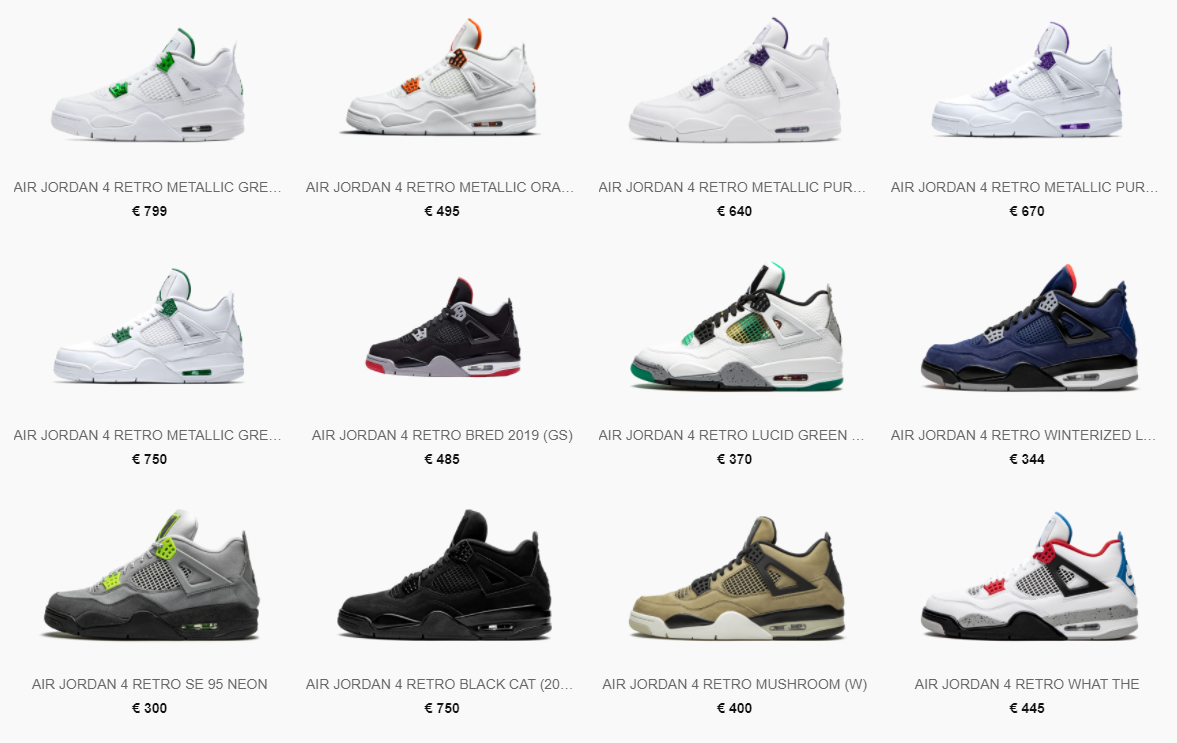 AIR JORDAN 4 RETRO METALLIC GRE...
€ 799
AIR JORDAN 4 RETRO METALLIC ORA...
€ 495
AIR JORDAN 4 RETRO METALLIC PUR...
€ 640
AIR JORDAN 4 RETRO METALLIC PUR...
€ 670
AIR JORDAN 4 RETRO METALLIC GRE...
€ 750
AIR JORDAN 4 RETRO BRED 2019 (GS)
€ 485
AIR JORDAN 4 RETRO LUCID GREEN ...
€ 370
AIR JORDAN 4 RETRO WINTERIZED L...
€ 344
AIR JORDAN 4 RETRO SE 95 NEON
€ 300
AIR JORDAN 4 RETRO BLACK CAT (20...
€ 750
AIR JORDAN 4 RETRO MUSHROOM (W)
€ 400
AIR JORDAN 4 RETRO WHAT THE
€ 445